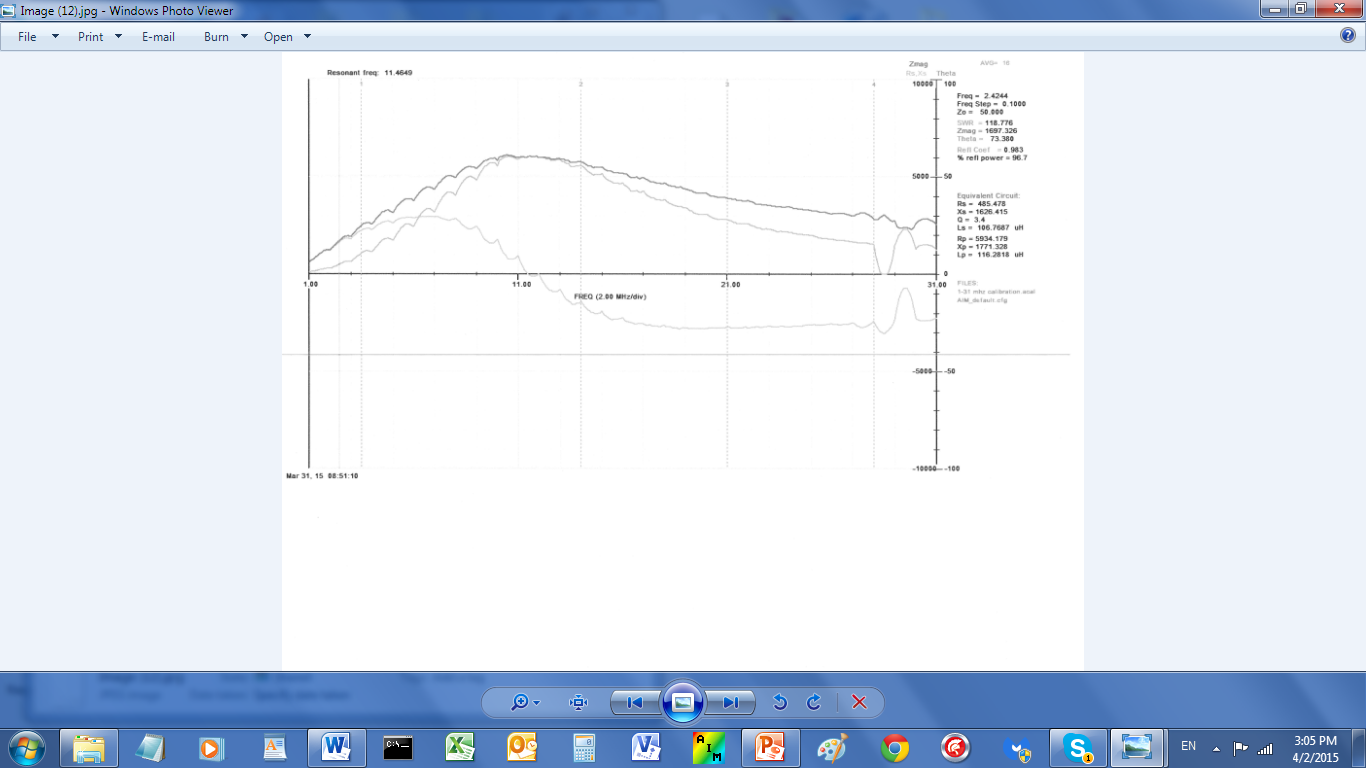 Image (12).jpg - Windows Photo Viewer
File Print E-mail Burn Open
Resonant freq: 11.4649
Zmag AVG= 16
Rs,Xs Theta
10000 100
1 2 3 4
Freq = 2.4244
Freq Step = 0.1000
Zo = 50.000
SWR = 118.776
Zmag = 1697.326
Theta = 73.380
Refl Coef = 0.983
% refl power = 96.7
5000 50
Equivalent Circuit:
Rs = 485.478
Xs = 1626.415
Q = 3.4
Ls = 106.7687 uH
Rp = 5934.179
Xp = 1771.328
Lp = 116.2818 uH
0
1.00 11.00 21.00 31.00
FREQ (2.00 MHz/div)
FILES:
1-31 mhz calibration.scal
AIM_default.cfg
-5000 -50
-10000 -100
Mar 31, 15 08:51:10
C:\
A I M
EN
3:05 PM
4/2/2015